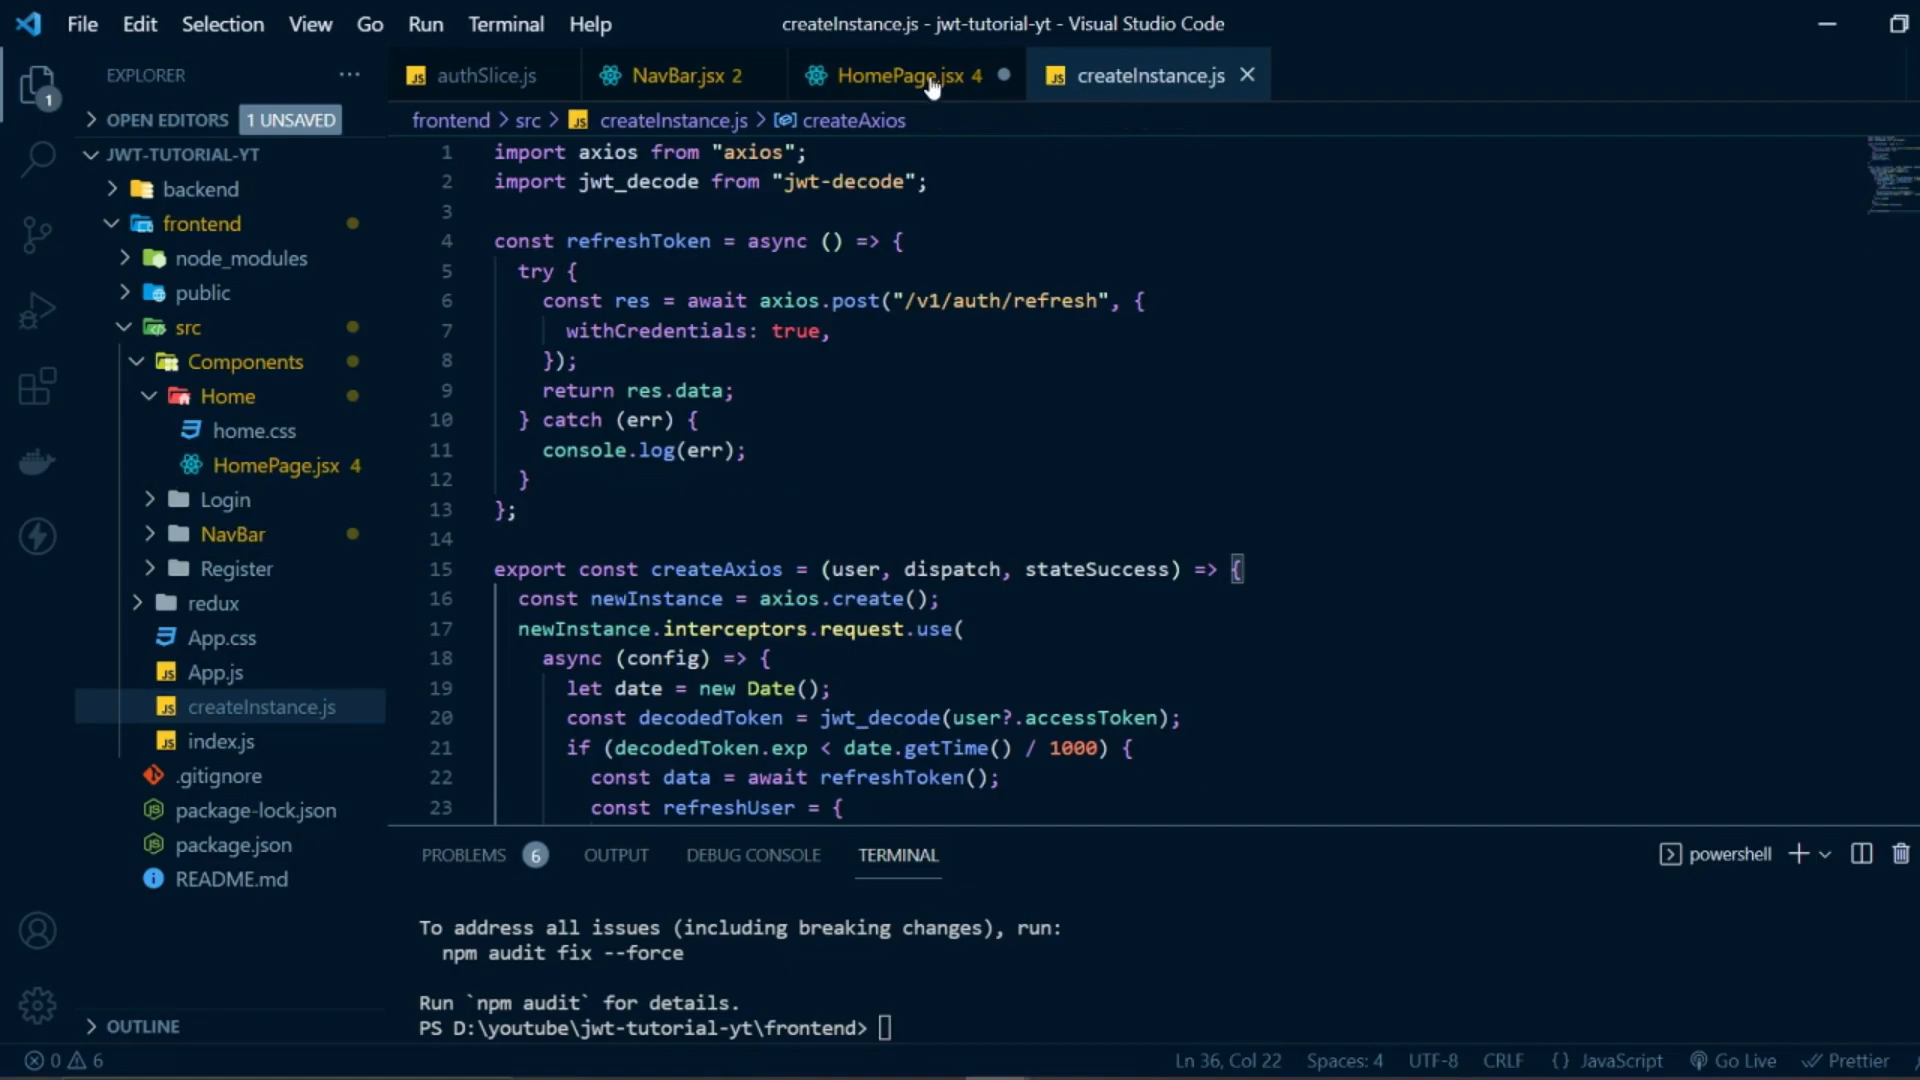 File Edit Selection View Go Run Terminal Help
createInstance.js - jwt-tutorial-yt - Visual Studio Code
EXPLORER
authSlice.js
NavBar.jsx 2
HomePage.jsx 4
createInstance.js
1
OPEN EDITORS 1 UNSAVED
JWT-TUTORIAL-YT
backend
frontend
node_modules
public
src
Components
Home
home.css
HomePage.jsx 4
Login
NavBar
Register
redux
App.css
App.js
createInstance.js
index.js
.gitignore
package-lock.json
package.json
README.md
OUTLINE
frontend > src > JS createInstance.js > createAxios
1 import axios from "axios";
2 import jwt_decode from "jwt-decode";
3
4 const refreshToken = async () => {
5 try {
6 const res = await axios.post("/v1/auth/refresh", {
7 withCredentials: true,
8 });
9 return res.data;
10 } catch (err) {
11 console.log(err);
12 }
13 };
14
15 export const createAxios = (user, dispatch, stateSuccess) => {
16 const newInstance = axios.create();
17 newInstance.interceptors.request.use(
18 async (config) => {
19 let date = new Date();
20 const decodedToken = jwt_decode(user?.accessToken);
21 if (decodedToken.exp < date.getTime() / 1000) {
22 const data = await refreshToken();
23 const refreshUser = {
PROBLEMS 6 OUTPUT DEBUG CONSOLE TERMINAL
powershell
To address all issues (including breaking changes), run:
npm audit fix --force
Run `npm audit` for details.
PS D:\youtube\jwt-tutorial-yt\frontend>
0 6
Ln 36, Col 22 Spaces: 4 UTF-8 CRLF {} JavaScript Go Live Prettier